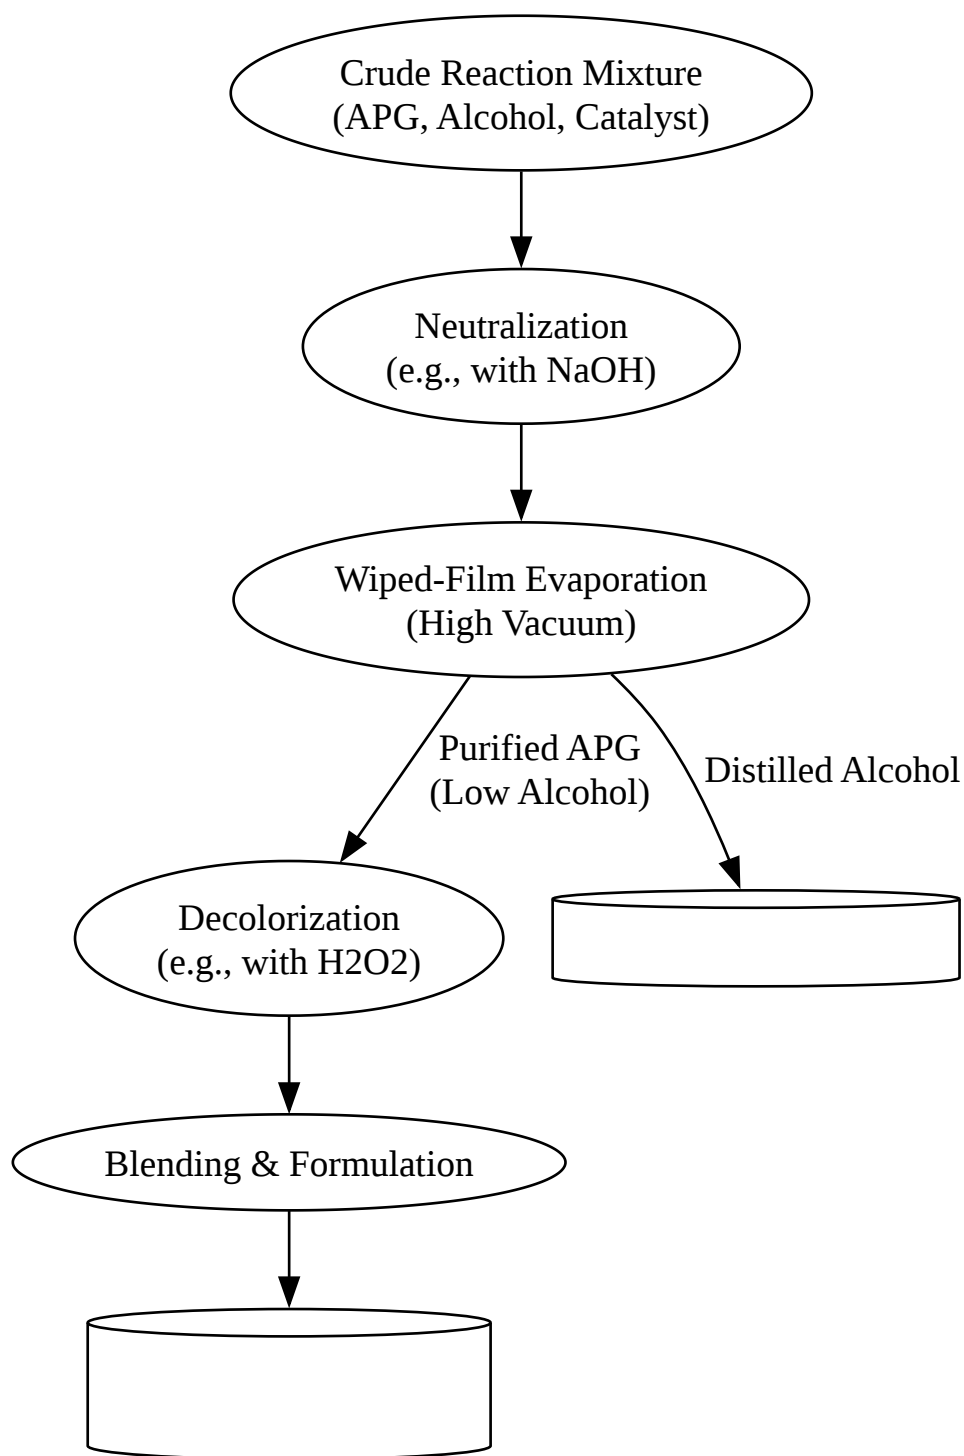 Crude Reaction Mixture
(APG, Alcohol, Catalyst)
Neutralization
(e.g., with NaOH)
Wiped-Film Evaporation
(High Vacuum)
Purified APG
(Low Alcohol)
Distilled Alcohol
Decolorization
(e.g., with H2O2)
Blending & Formulation